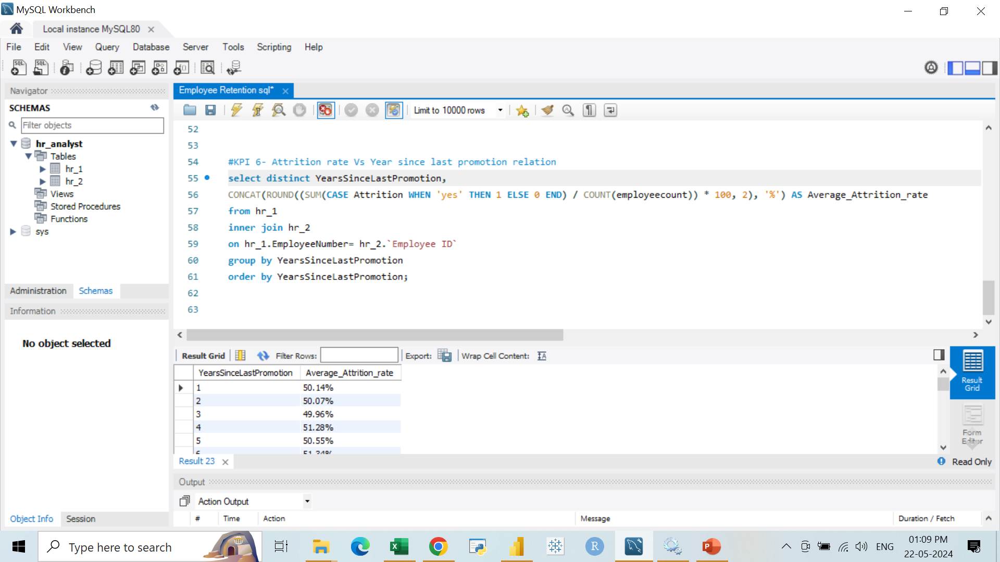 MySQL Workbench
Local instance MySQL80
File Edit View Query Database Server Tools Scripting Help
Navigator
SCHEMAS
Filter objects
hr_analyst
Tables
hr_1
hr_2
Views
Stored Procedures
Functions
sys
Administration Schemas
Information
No object selected
Object Info Session
Employee Retention sql*
Limit to 10000 rows
52
53
54 #KPI 6- Attrition rate Vs Year since last promotion relation
55 select distinct YearsSinceLastPromotion,
56 CONCAT(ROUND((SUM(CASE Attrition WHEN 'yes' THEN 1 ELSE 0 END) / COUNT(employeecount)) * 100, 2), '%') AS Average_Attrition_rate
57 from hr_1
58 inner join hr_2
59 on hr_1.EmployeeNumber= hr_2.`Employee ID`
60 group by YearsSinceLastPromotion
61 order by YearsSinceLastPromotion;
62
63
Result Grid Filter Rows: Export: Wrap Cell Content:
YearsSinceLastPromotion Average_Attrition_rate
1 50.14%
2 50.07%
3 49.96%
4 51.28%
5 50.55%
6 51.34%
Result Grid
Form Editor
Result 23
Read Only
Output
Action Output
# Time Action Message Duration / Fetch
Type here to search
ENG
01:09 PM
22-05-2024